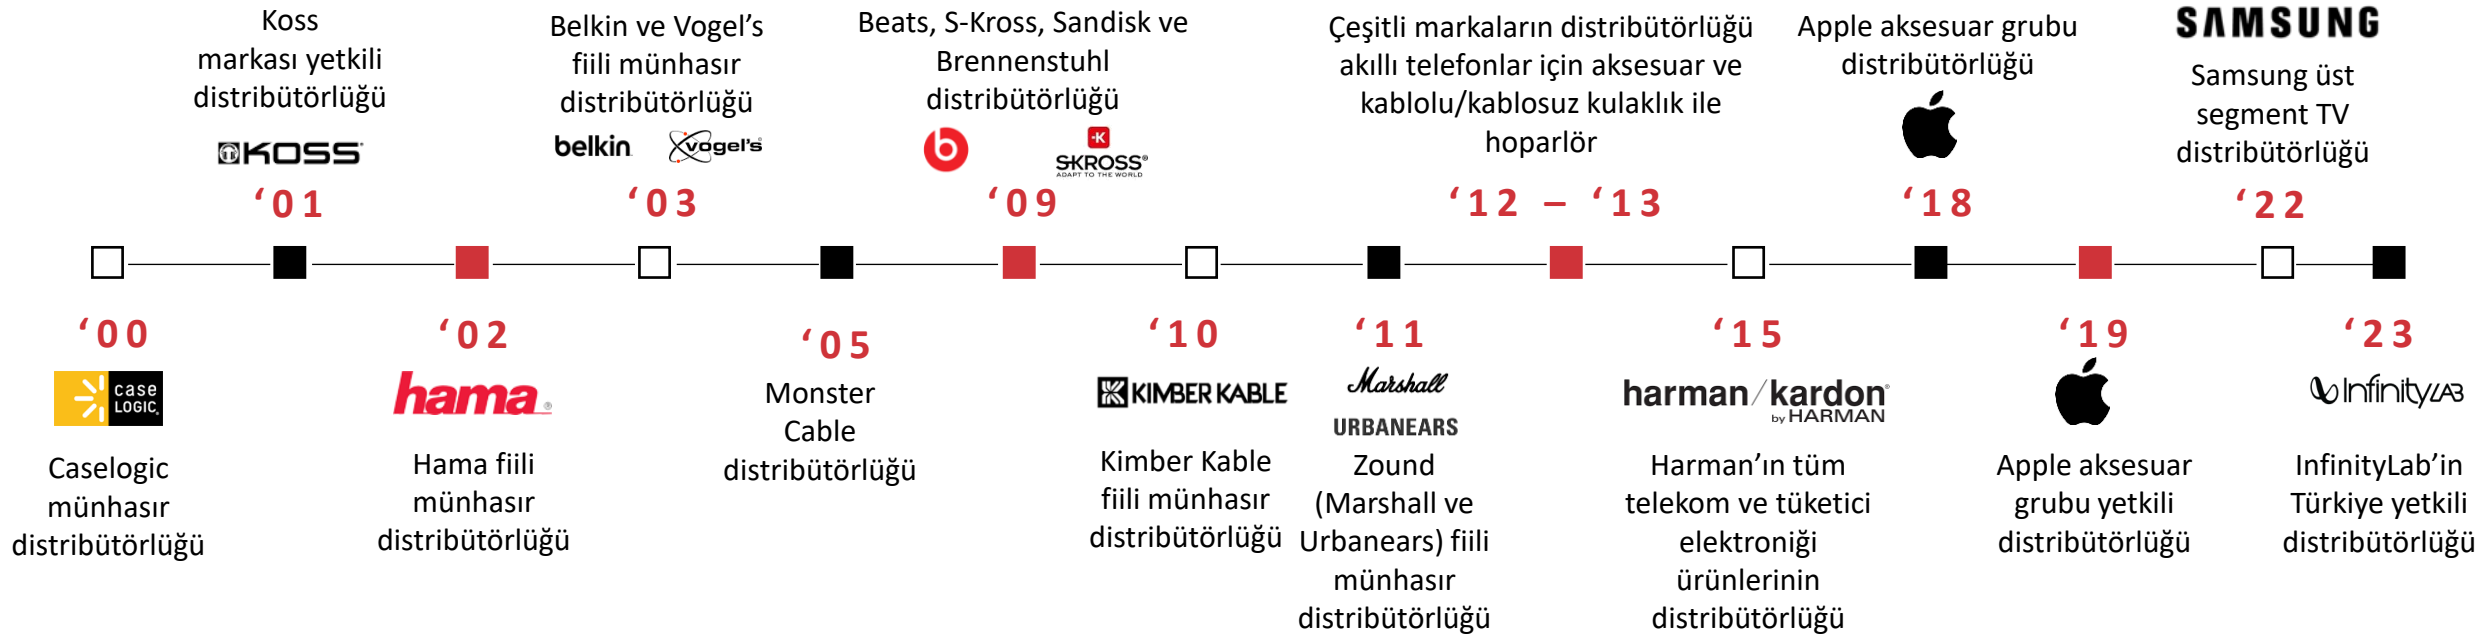 Koss
markası yetkili
distribütörlüğü
KOSS
‘01
Belkin ve Vogel’s
fiili münhasır
distribütörlüğü
belkin
vogel's
‘03
Beats, S-Kross, Sandisk ve
Brennenstuhl
distribütörlüğü
b
K
SKROSS®
ADAPT TO THE WORLD
‘09
Çeşitli markaların distribütörlüğü
akıllı telefonlar için aksesuar ve
kablolu/kablosuz kulaklık ile
hoparlör
‘12 – ‘13
Apple aksesuar grubu
distribütörlüğü
‘18
SAMSUNG
Samsung üst
segment TV
distribütörlüğü
‘22
‘00
case
LOGIC
Caselogic
münhasır
distribütörlüğü
‘02
hama®
Hama fiili
münhasır
distribütörlüğü
‘05
Monster
Cable
distribütörlüğü
‘10
KIMBER KABLE
Kimber Kable
fiili münhasır
distribütörlüğü
‘11
Marshall
URBANEARS
Zound
(Marshall ve
Urbanears) fiili
münhasır
distribütörlüğü
‘15
harman/kardon®
by HARMAN
Harman’ın tüm
telekom ve tüketici
elektroniği
ürünlerinin
distribütörlüğü
‘19
Apple aksesuar
grubu yetkili
distribütörlüğü
‘23
InfinityLAB
InfinityLab’in
Türkiye yetkili
distribütörlüğü